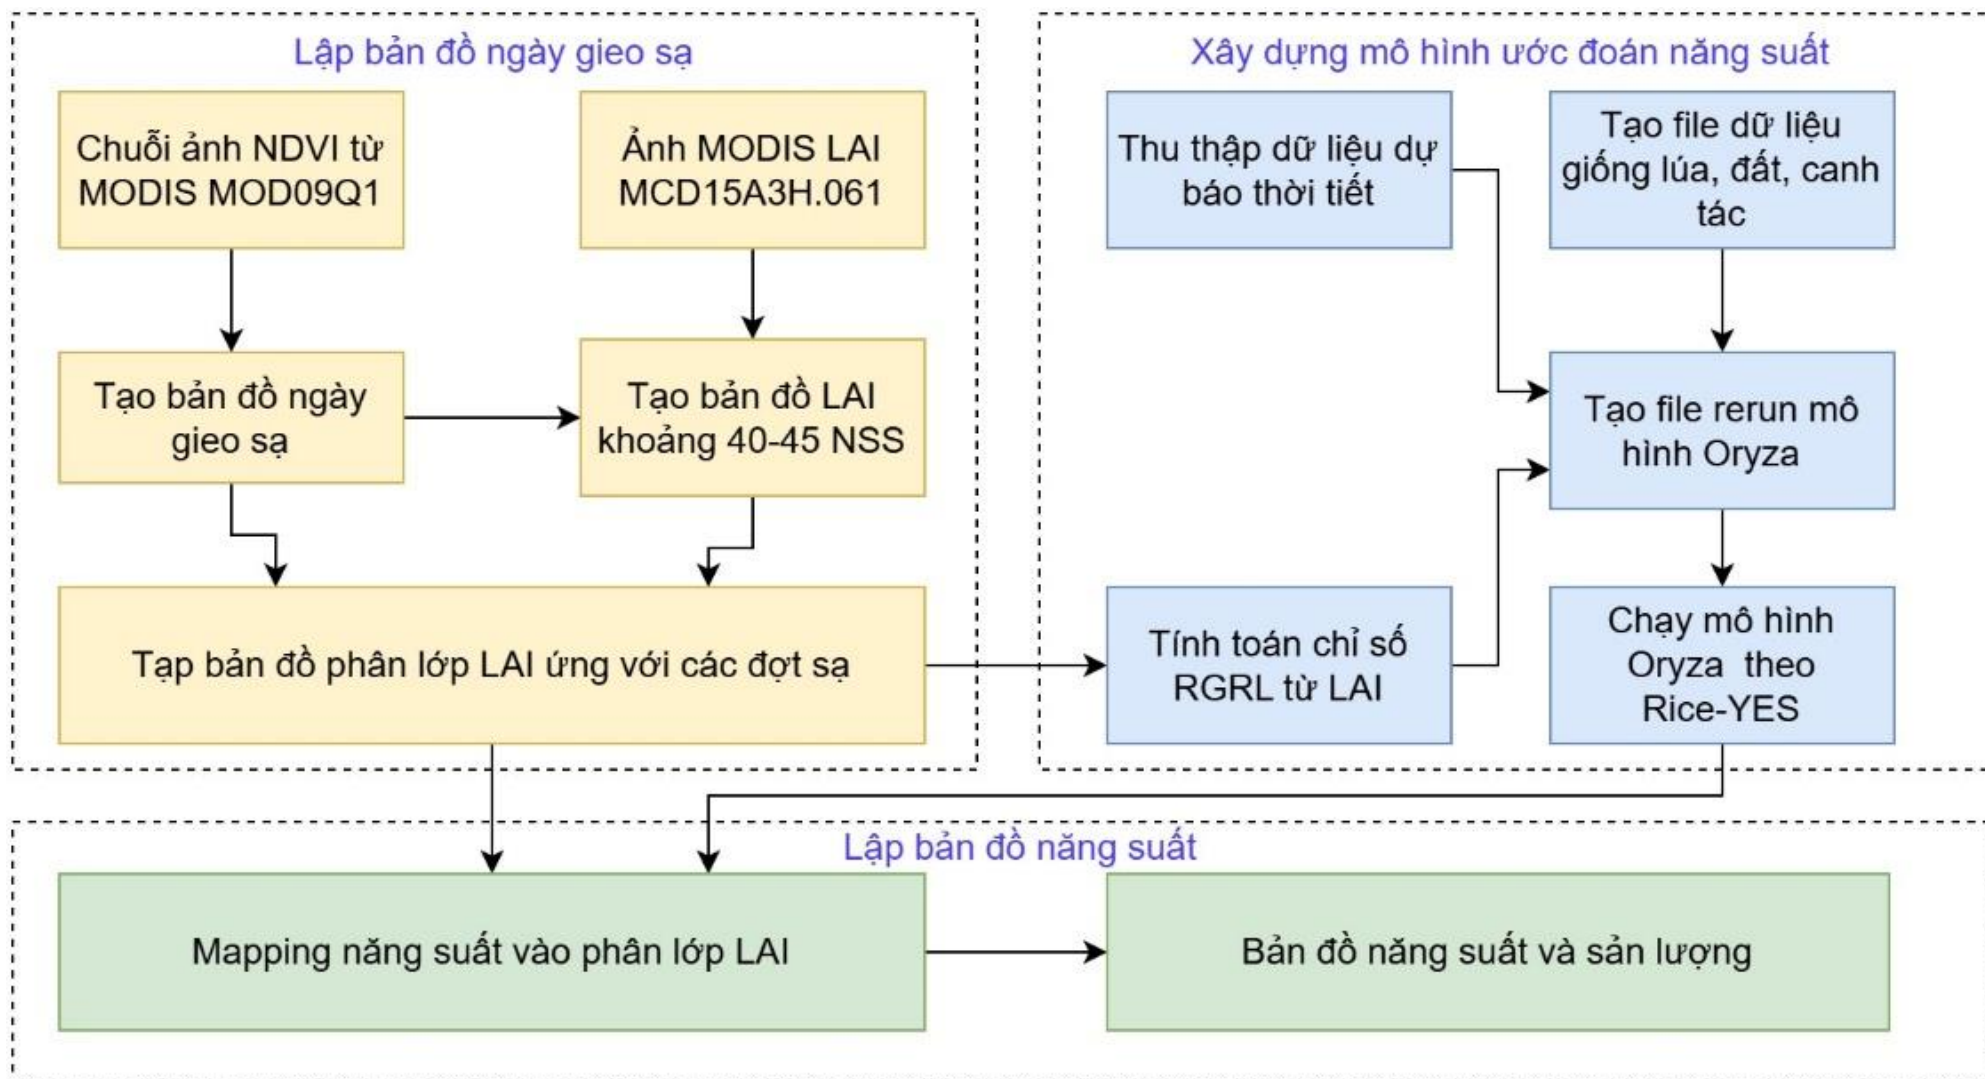 Lập bản đồ ngày gieo sạ
Chuỗi ảnh NDVI từ
MODIS MOD09Q1
Ảnh MODIS LAI
MCD15A3H.061
Tạo bản đồ ngày
gieo sạ
Tạo bản đồ LAI
khoảng 40-45 NSS
Tạp bản đồ phân lớp LAI ứng với các đợt sạ
Xây dựng mô hình ước đoán năng suất
Thu thập dữ liệu dự
báo thời tiết
Tạo file dữ liệu
giống lúa, đất, canh
tác
Tạo file rerun mô
hình Oryza
Tính toán chỉ số
RGRL từ LAI
Chạy mô hình
Oryza theo
Rice-YES
Lập bản đồ năng suất
Mapping năng suất vào phân lớp LAI
Bản đồ năng suất và sản lượng